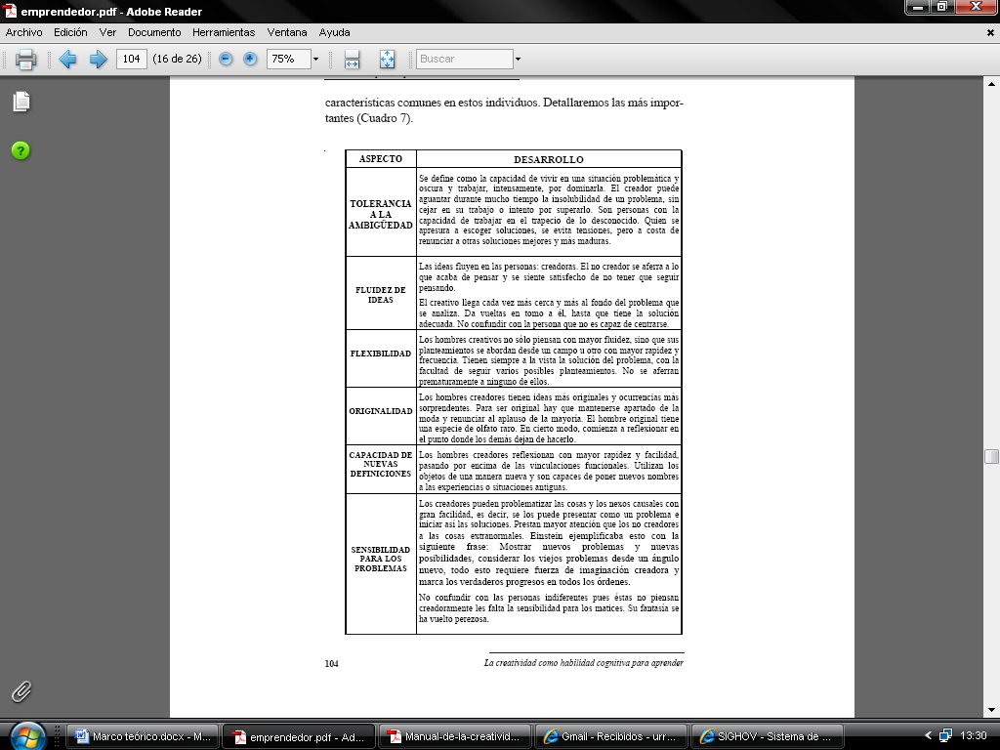 emprendedor.pdf - Adobe Reader
Archivo Edición Ver Documento Herramientas Ventana Ayuda
104 (16 de 26) 75% Buscar
características comunes en estos individuos. Detallaremos las más impor-
tantes (Cuadro 7).
ASPECTO DESARROLLO
TOLERANCIA
A LA
AMBIGÜEDAD
Se define como la capacidad de vivir en una situación problemática y
oscura y trabajar, intensamente, por dominarla. El creador puede
aguantar durante mucho tiempo la insolubilidad de un problema, sin
cejar en su trabajo o intento por superarlo. Son personas con la
capacidad de trabajar en el trapecio de lo desconocido. Quien se
apresura a escoger soluciones, se evita tensiones, pero a costa de
renunciar a otras soluciones mejores y más maduras.
FLUIDEZ DE
IDEAS
Las ideas fluyen en las personas: creadoras. El no creador se aferra a lo
que acaba de pensar y se siente satisfecho de no tener que seguir
pensando.
El creativo llega cada vez más cerca y más al fondo del problema que
se analiza. Da vueltas en tomo a él, hasta que tiene la solución
adecuada. No confundir con la persona que no es capaz de centrarse.
FLEXIBILIDAD
Los hombres creativos no sólo piensan con mayor fluidez, sino que sus
planteamientos se abordan desde un campo u otro con mayor rapidez y
frecuencia. Tienen siempre a la vista la solución del problema, con la
facultad de seguir varios posibles planteamientos. No se aferran
prematuramente a ninguno de ellos.
ORIGINALIDAD
Los hombres creadores tienen ideas más originales y ocurrencias más
sorprendentes. Para ser original hay que mantenerse apartado de la
moda y renunciar al aplauso de la mayoría. El hombre original tiene
una especie de olfato raro. En cierto modo, comienza a reflexionar en
el punto donde los demás dejan de hacerlo.
CAPACIDAD DE
NUEVAS
DEFINICIONES
Los hombres creadores reflexionan con mayor rapidez y facilidad,
pasando por encima de las vinculaciones funcionales. Utilizan los
objetos de una manera nueva y son capaces de poner nuevos nombres
a las experiencias o situaciones antiguas.
SENSIBILIDAD
PARA LOS
PROBLEMAS
Los creadores pueden problematizar las cosas y los nexos causales con
gran facilidad, es decir, se los puede presentar como un problema e
iniciar así las soluciones. Prestan mayor atención que los no creadores
a las cosas extranormales. Einstein ejemplificaba esto con la
siguiente frase: Mostrar nuevos problemas y nuevas
posibilidades, considerar los viejos problemas desde un ángulo
nuevo, todo esto requiere fuerza de imaginación creadora y
marca los verdaderos progresos en todos los órdenes.
No confundir con las personas indiferentes pues éstas no piensan
creadoramente les falta la sensibilidad para los matices. Su fantasía se
ha vuelto perezosa.
104 La creatividad como habilidad cognitiva para aprender
Marco teórico.docx - M... emprendedor.pdf - Ad... Manual-de-la-creativid... Gmail - Recibidos - urr... SIGHOV - Sistema de ... 13:30